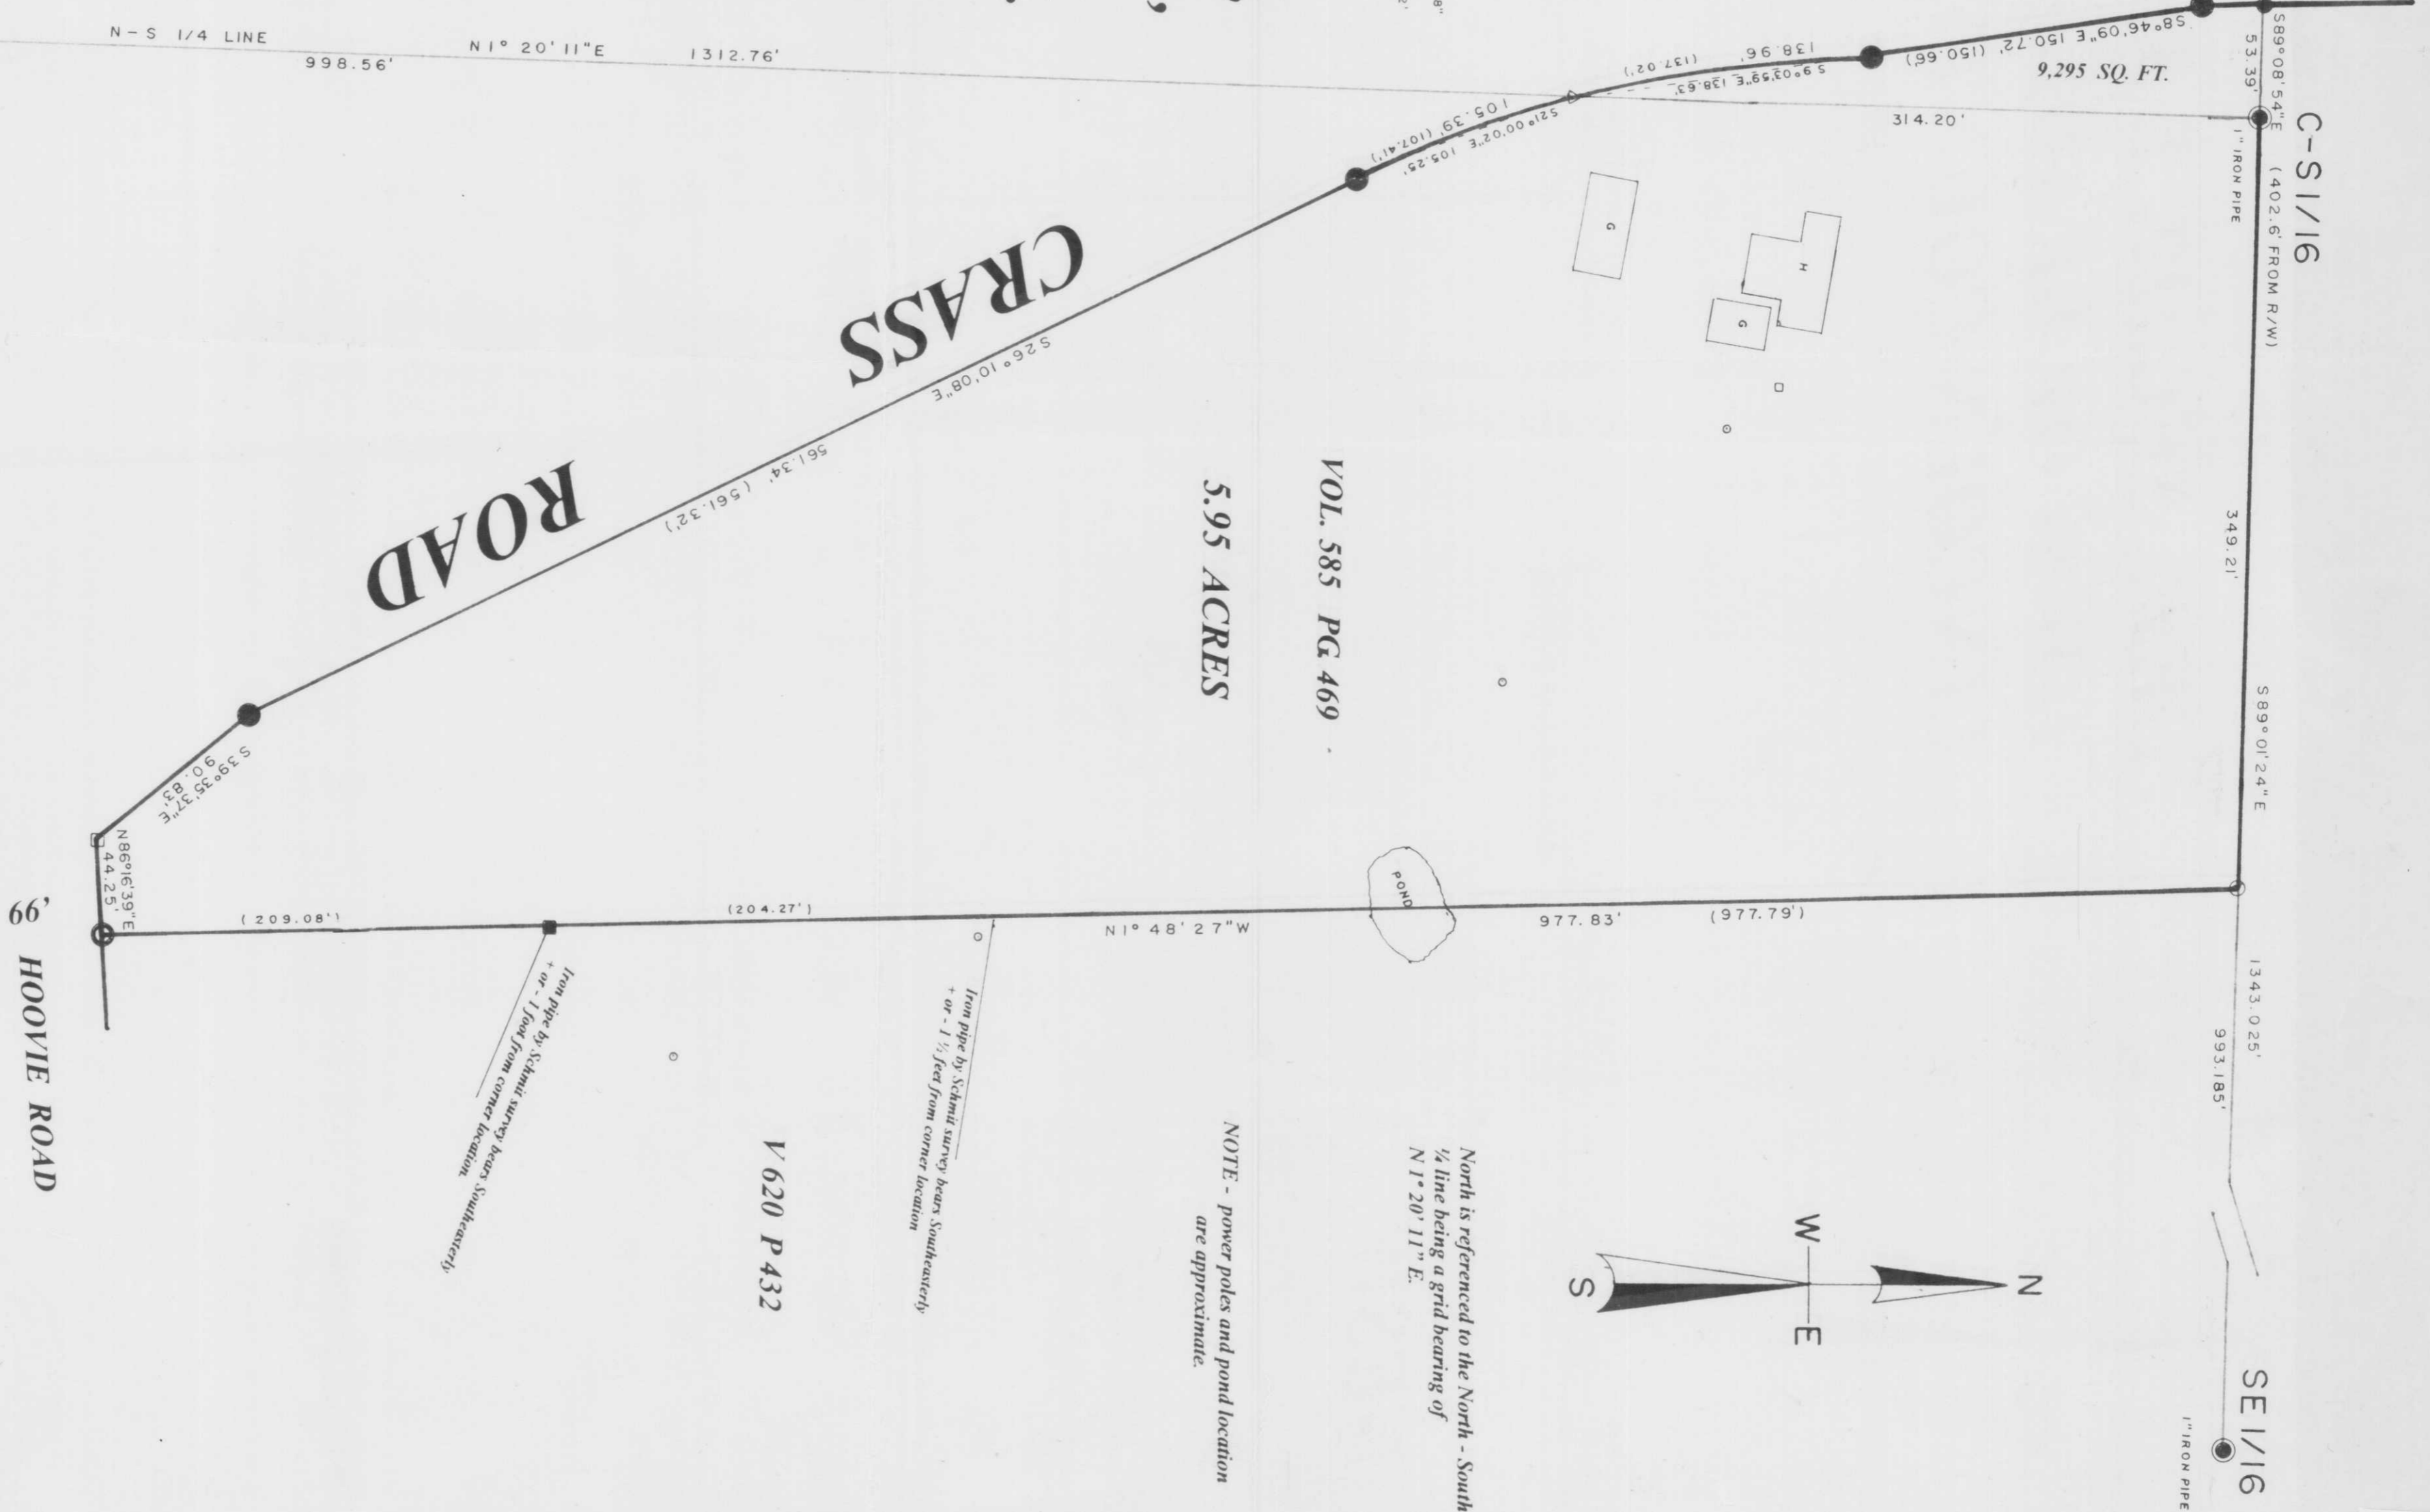 N-S 1/4 LINE
998.56'
N1° 20' 11"E
1312.76'
S8°46'09"E 150.72' (150.66')
9,295 SQ. FT.
138.96' (137.02')
S 9°03'59"E 138.63'
105.39' (107.41')
S21°00'02"E 105.25'
314.20'
S89°08'54"E
53.39'
C-S 1/16
(402.6' FROM R/W)
1" IRON PIPE
349.21'
S89°01'24"E
G
H
G
CRASS
ROAD
S26°10'08"E
561.34' (561.32')
VOL. 585 PG. 469
5.95 ACRES
S 39°35'37"E
90.83'
N86°16'39"E
44.25'
66' HOOVIE ROAD
(209.08')
(204.27')
N1° 48' 27"W
POND
977.83'
(977.79')
1343.025'
993.185'
Iron pipe by Schmit survey bears Southeasterly
+ or - 1 foot from corner location.
Iron pipe by Schmit survey bears Southeasterly
+ or - 1 ½ feet from corner location
V 620 P 432
NOTE - power poles and pond location
are approximate.
North is referenced to the North - South
¼ line being a grid bearing of
N 1° 20' 11" E.
N
W
E
S
SE 1/16
1" IRON PIPE